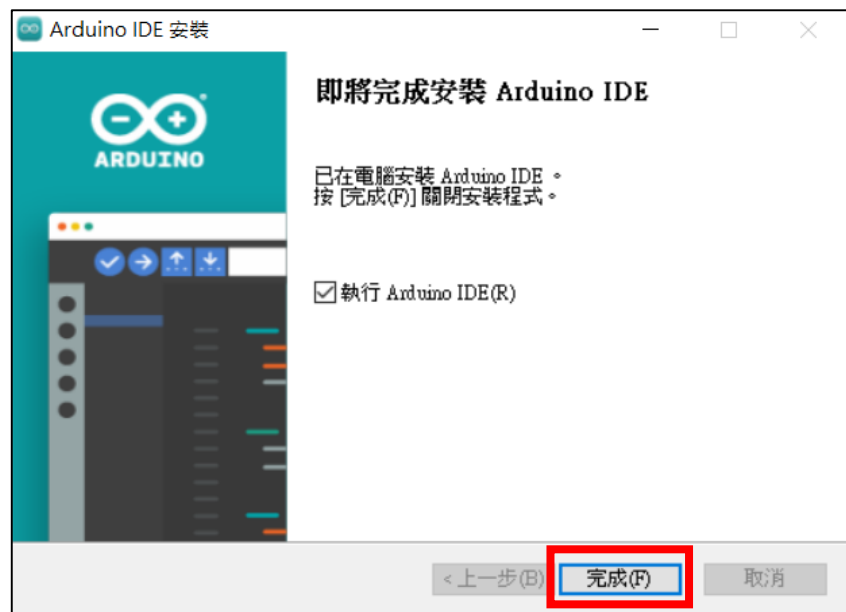 Arduino IDE 安裝
ARDUINO
即將完成安裝 Arduino IDE
已在電腦安裝 Arduino IDE。
按 [完成(F)] 關閉安裝程式。
執行 Arduino IDE(R)
<上一步(B)
完成(F)
取消